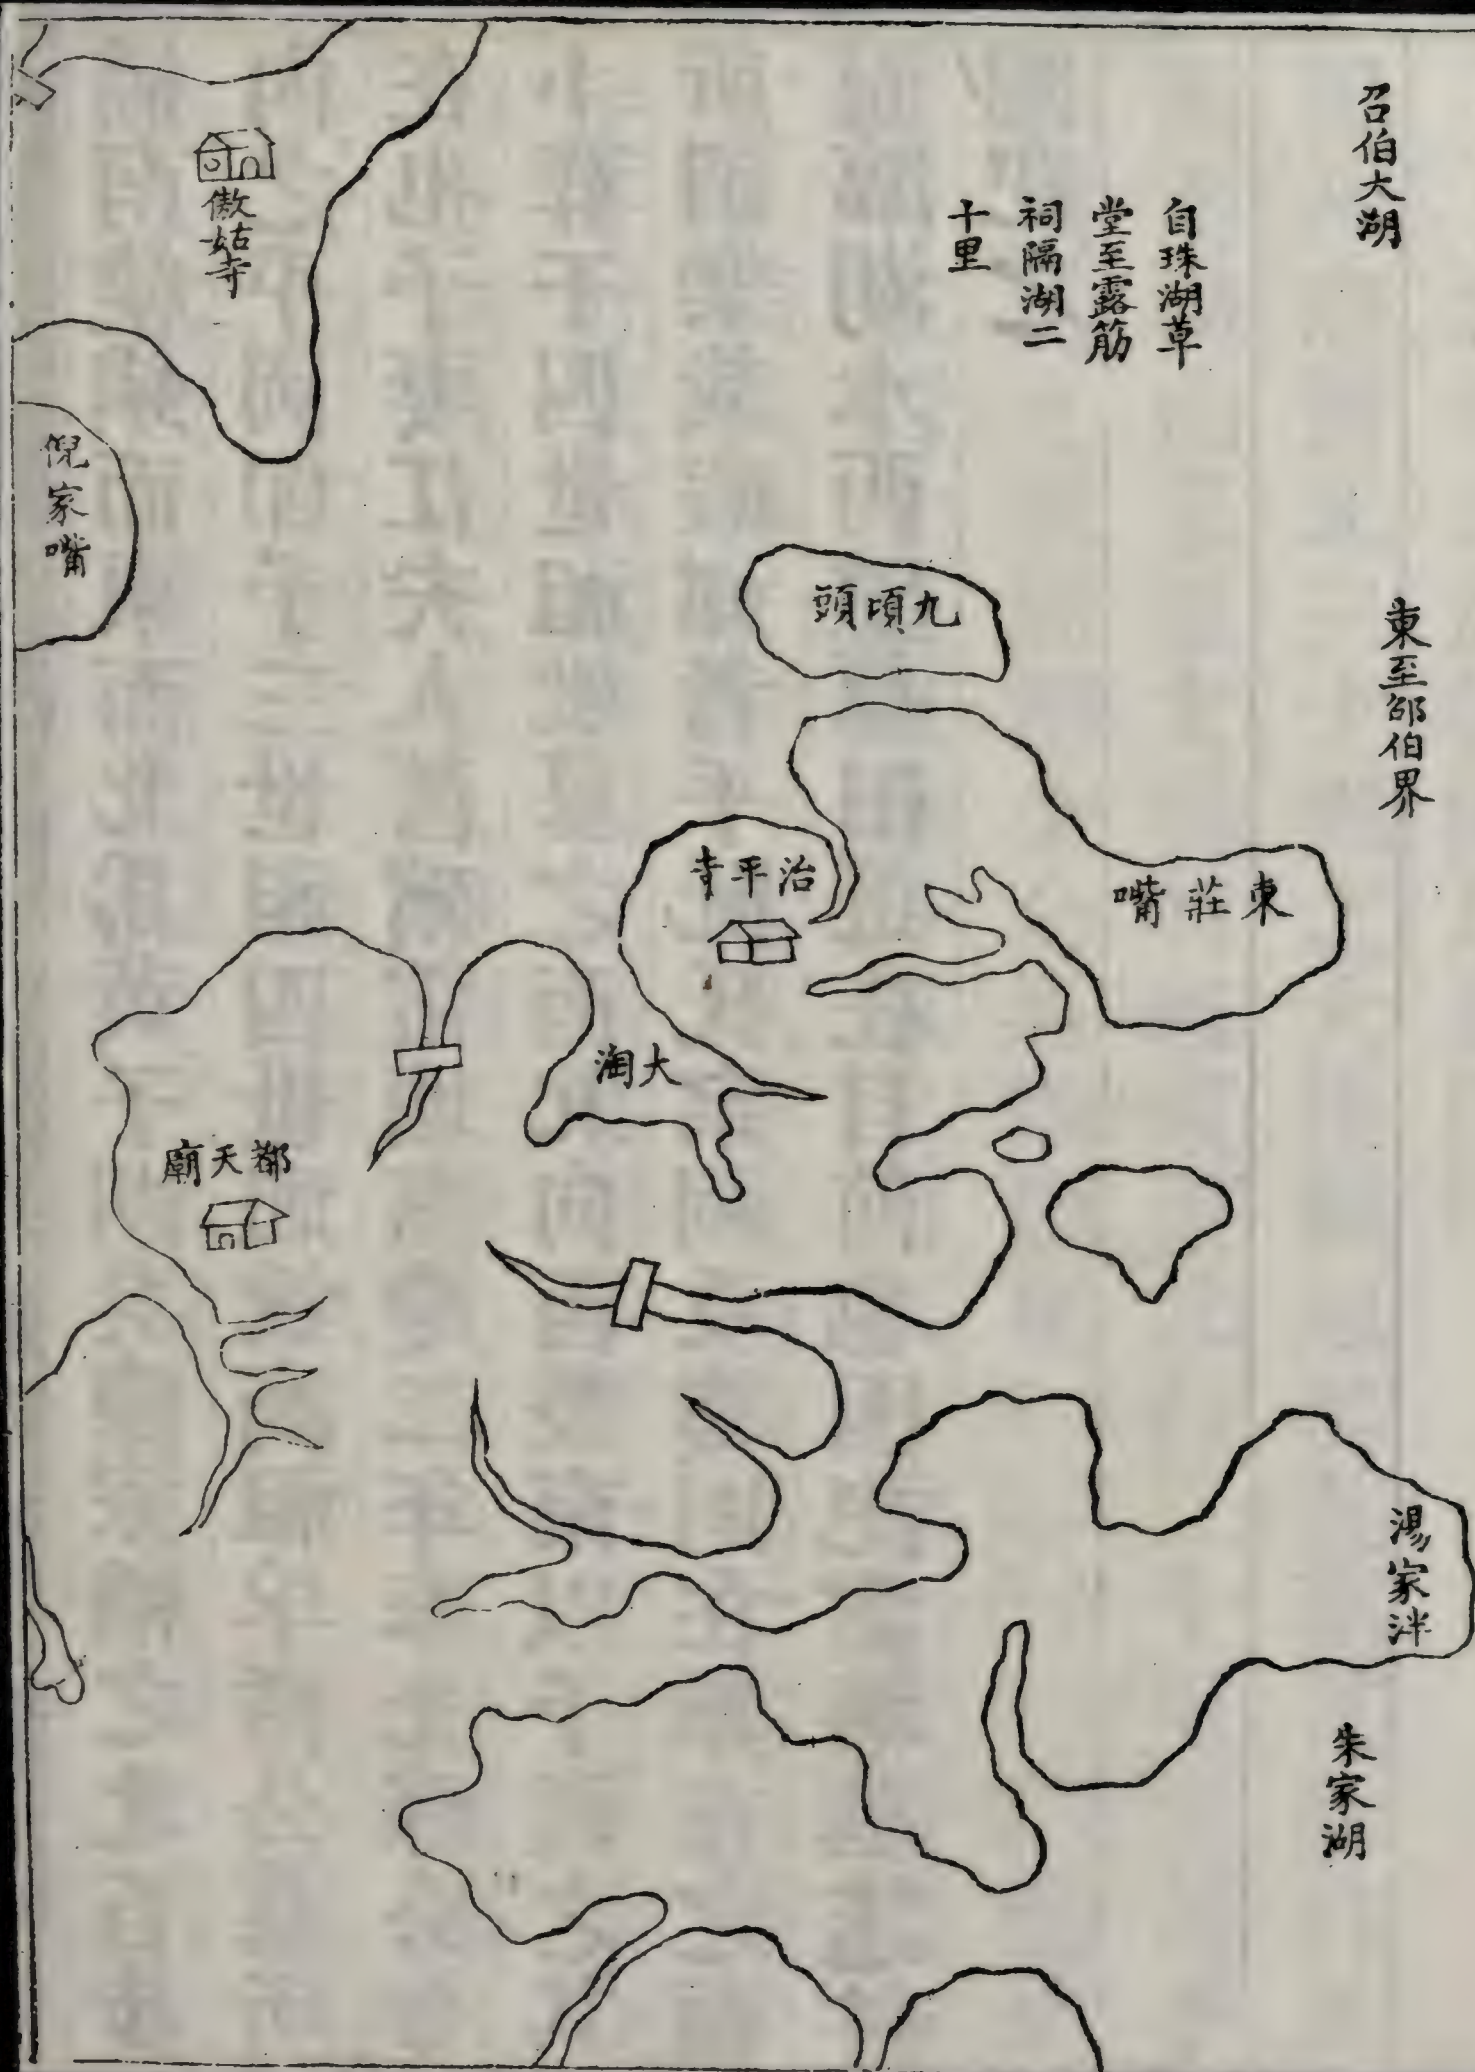 召伯大湖
東至邵伯界
自珠湖草
堂至露筋
祠隔湖二
十里
傲姑寺
倪家嘴
九頃頭
東莊嘴
治平寺
大淘
都天廟
湯家泮
朱家湖